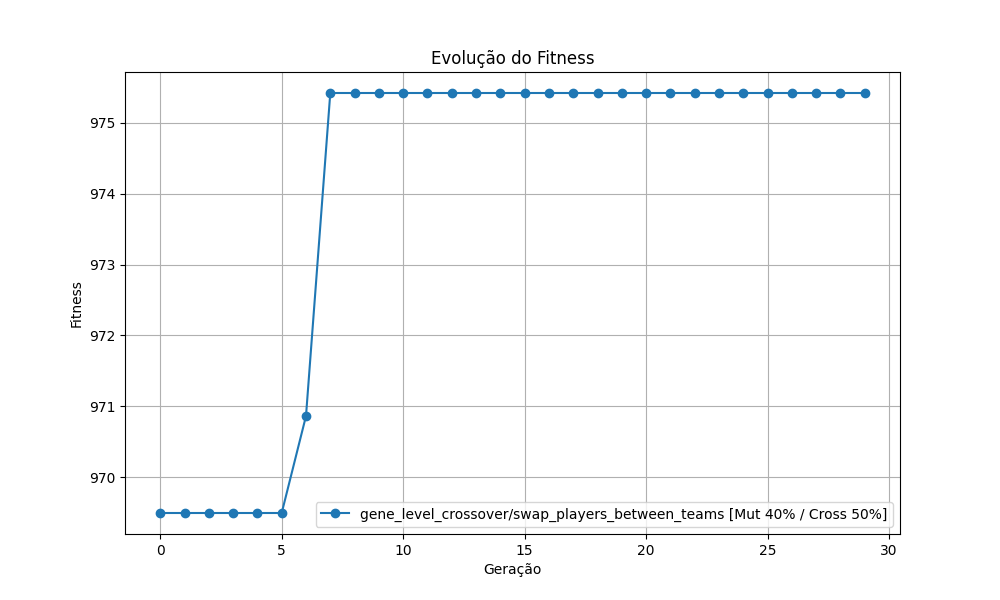 Evolução do Fitness
Fitness
975
974
973
972
971
970
gene_level_crossover/swap_players_between_teams [Mut 40% / Cross 50%]
0 5 10 15 20 25 30
Geração